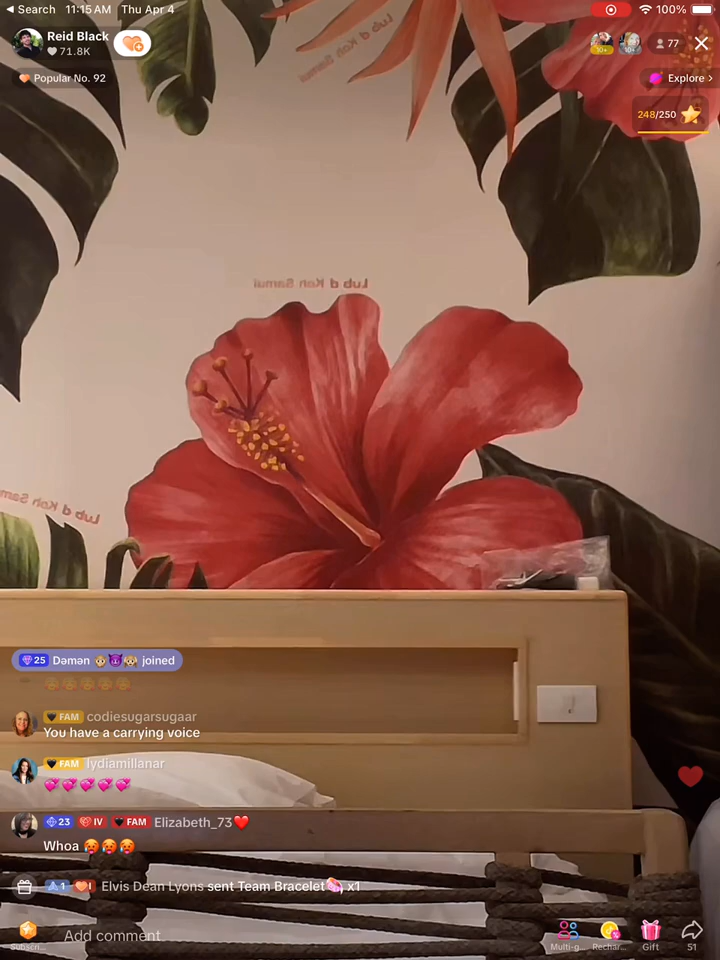 Search 11:15 AM Thu Apr 4 100%
Reid Black
71.8K
77
Popular No. 92
Explore >
248/250
Lub d Koh Samui
Lub d Koh Samui
Lub d Koh Samui
25 Dəmən joined
FAM codiesugarsugaar
You have a carrying voice
FAM lydiamillanar
23 IV FAM Elizabeth_73
Whoa
1 I Elvis Dean Lyons sent Team Bracelet x1
Subscri...
Add comment
Multi-g...
Rechar...
Gift
51